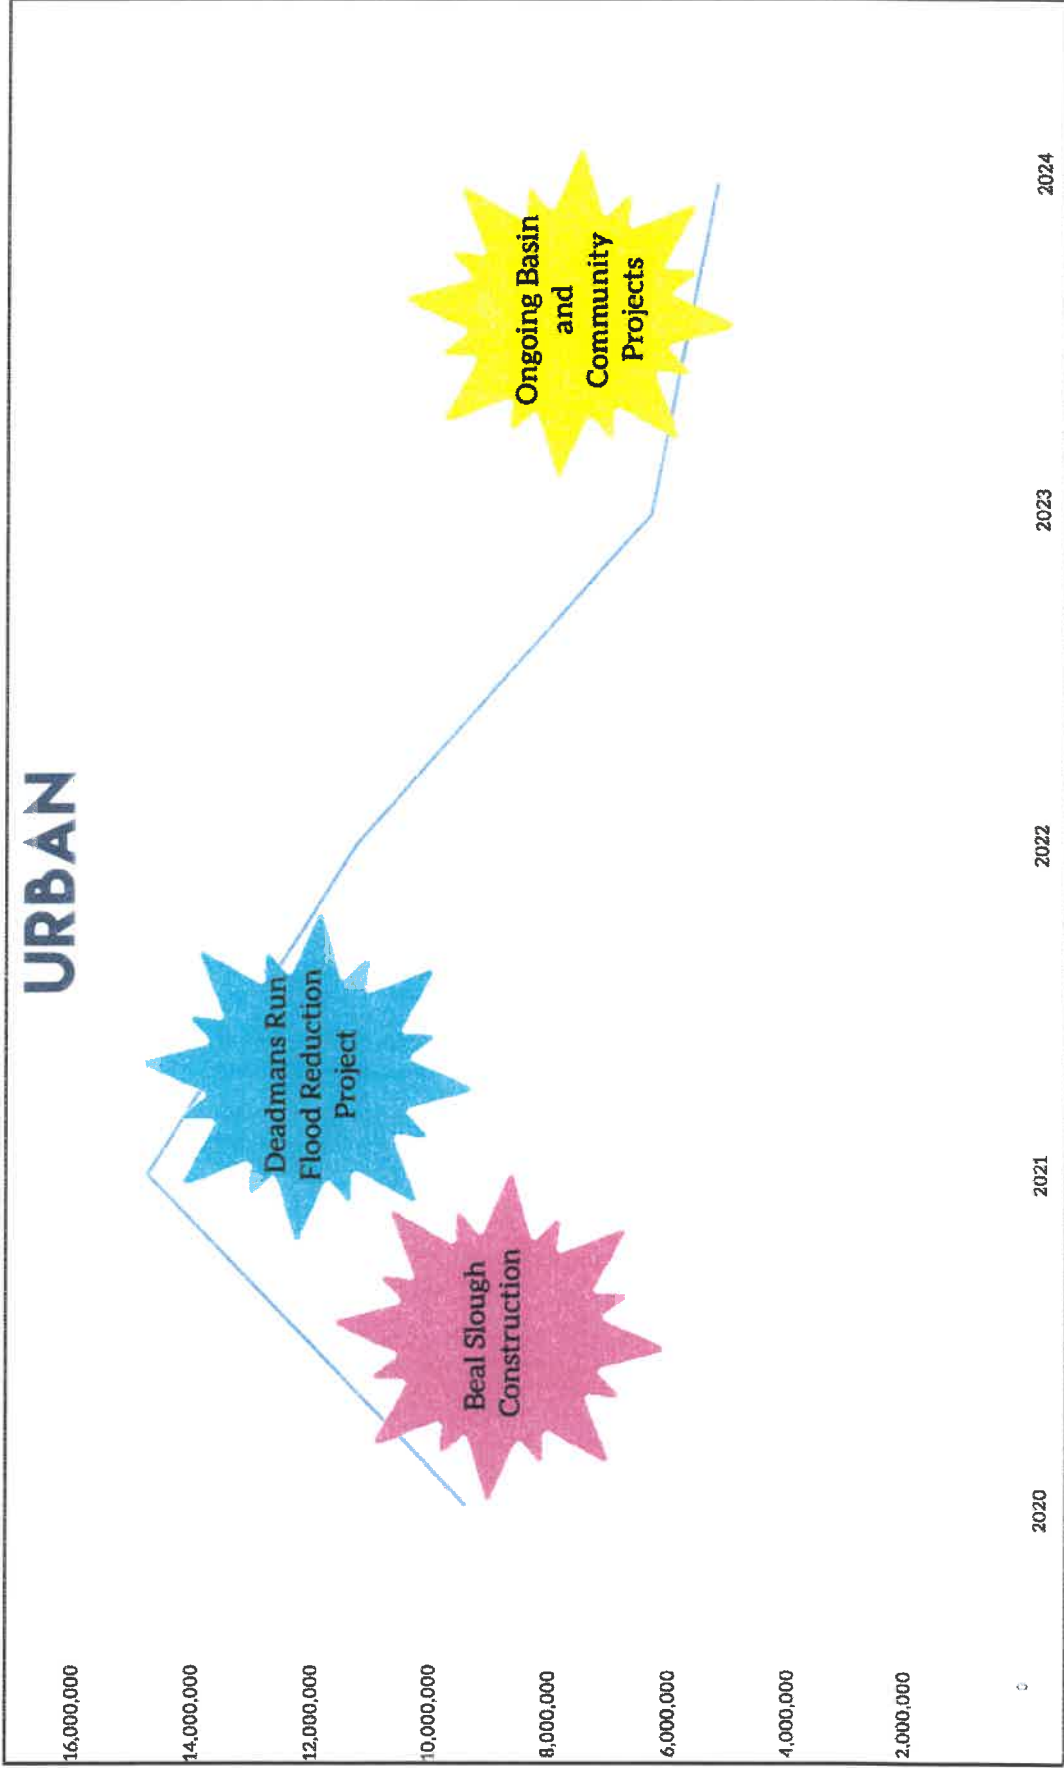 URBAN
16,000,000
14,000,000
12,000,000
10,000,000
8,000,000
6,000,000
4,000,000
2,000,000
0
Beal Slough
Construction
Deadmans Run
Flood Reduction
Project
Ongoing Basin
and
Community
Projects
2020
2021
2022
2023
2024